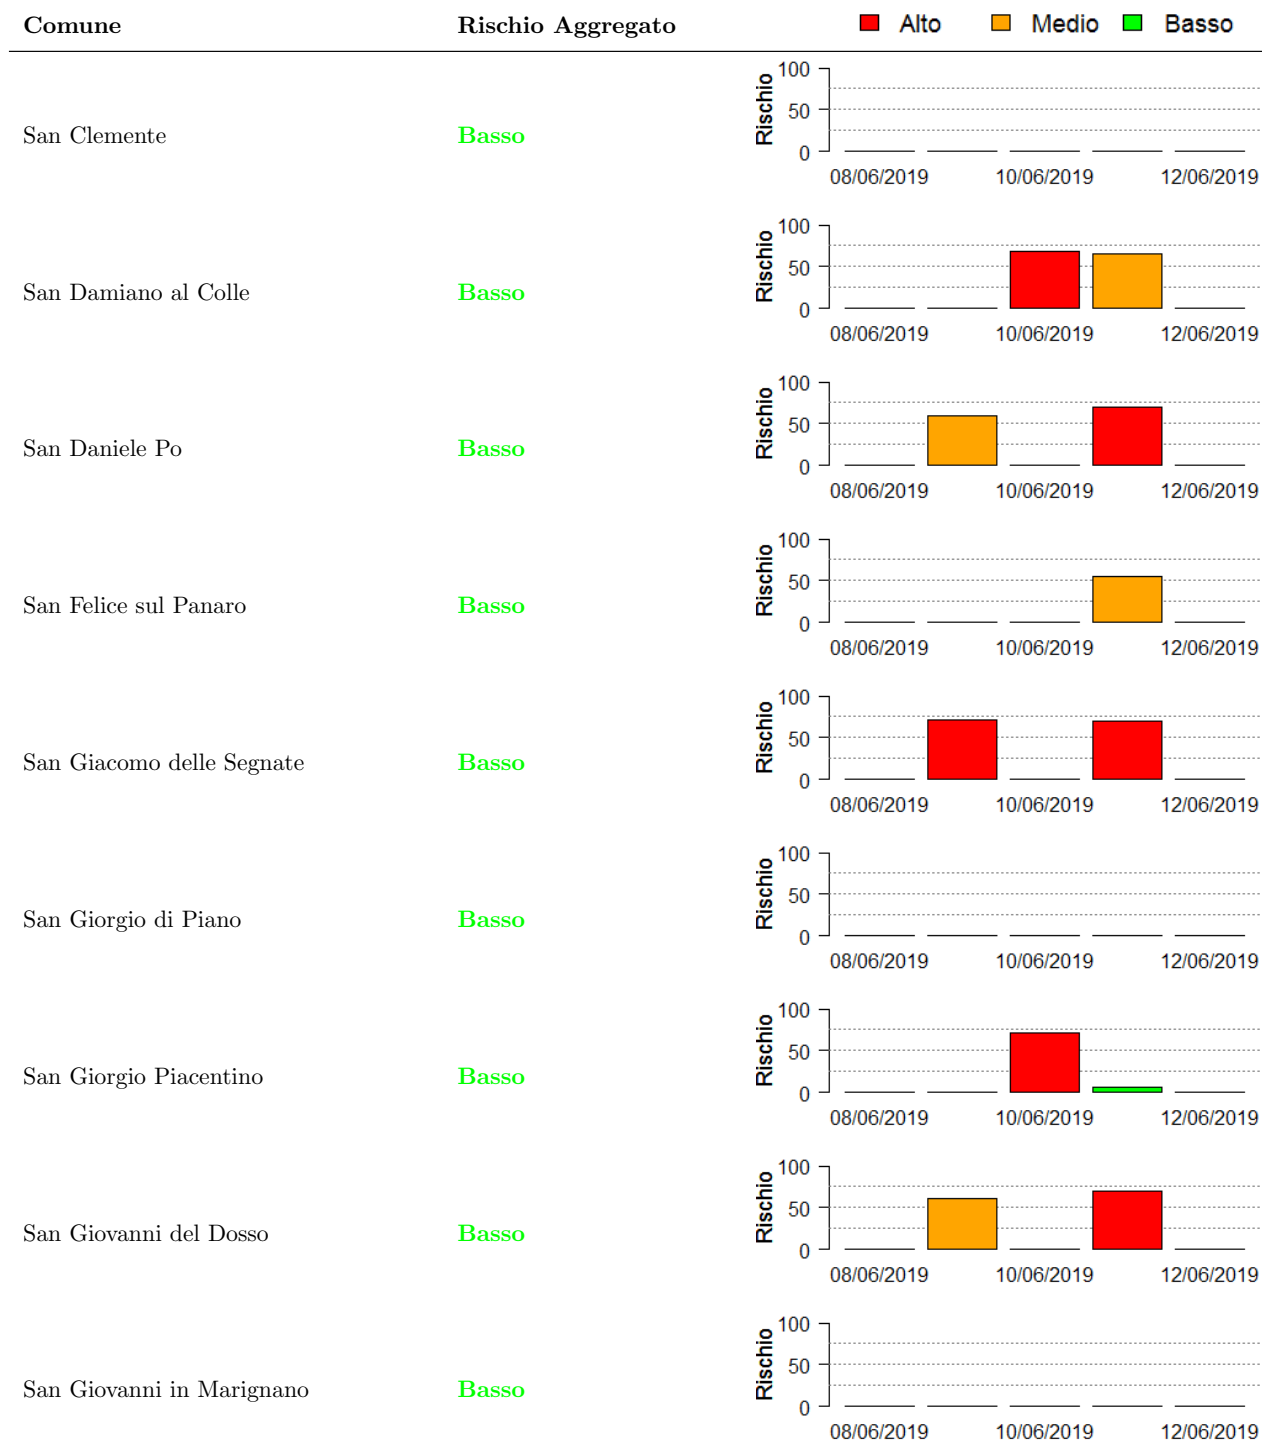 Comune Rischio Aggregato Alto Medio Basso
San Clemente Basso Rischio 100 50 0
08/06/2019 10/06/2019 12/06/2019
San Damiano al Colle Basso Rischio 100 50 0
08/06/2019 10/06/2019 12/06/2019
San Daniele Po Basso Rischio 100 50 0
08/06/2019 10/06/2019 12/06/2019
San Felice sul Panaro Basso Rischio 100 50 0
08/06/2019 10/06/2019 12/06/2019
San Giacomo delle Segnate Basso Rischio 100 50 0
08/06/2019 10/06/2019 12/06/2019
San Giorgio di Piano Basso Rischio 100 50 0
08/06/2019 10/06/2019 12/06/2019
San Giorgio Piacentino Basso Rischio 100 50 0
08/06/2019 10/06/2019 12/06/2019
San Giovanni del Dosso Basso Rischio 100 50 0
08/06/2019 10/06/2019 12/06/2019
San Giovanni in Marignano Basso Rischio 100 50 0
08/06/2019 10/06/2019 12/06/2019